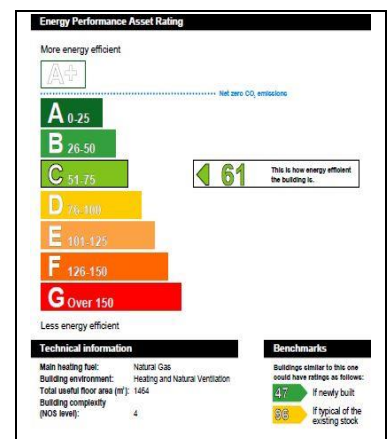 Energy Performance Asset Rating
More energy efficient
A+
Net zero CO₂ emissions
A 0-25
B 26-50
C 51-75
61
This is how energy efficient
the building is.
D 76-100
E 101-125
F 126-150
G Over 150
Less energy efficient
Technical information
Main heating fuel: Natural Gas
Building environment: Heating and Natural Ventilation
Total useful floor area (m²): 1464
Building complexity
(NOS level): 4
Benchmarks
Buildings similar to this one
could have ratings as follows:
47 If newly built
If typical of the
existing stock